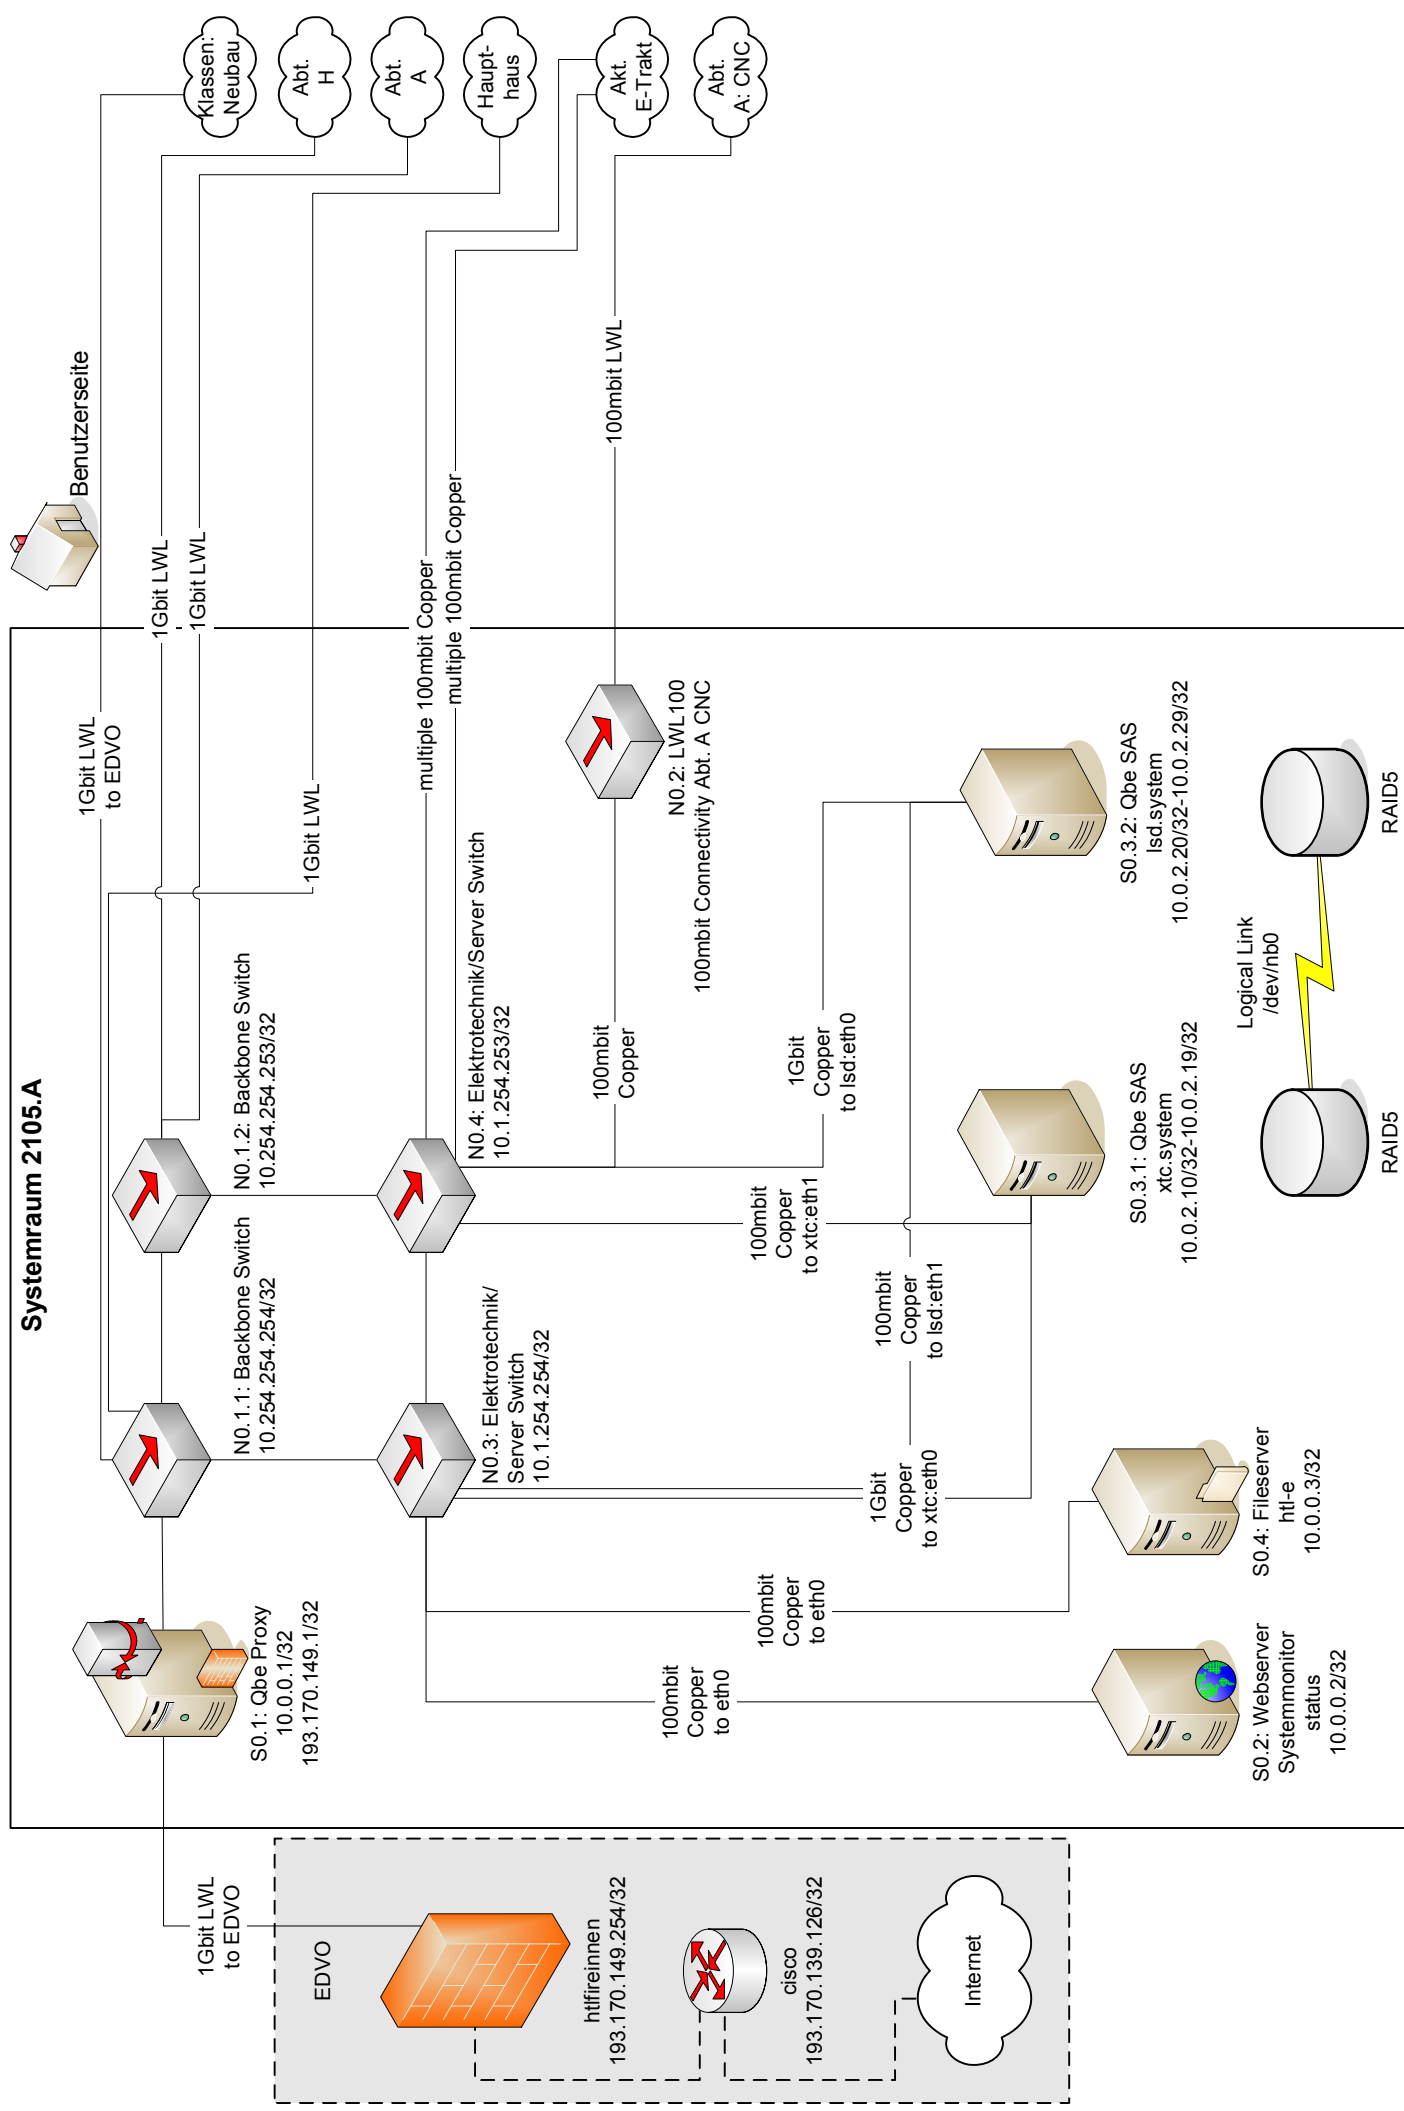 Systemraum 2105.A
Benutzerseite
Klassen:
Neubau
Abt.
H
Abt.
A
Haupt-
haus
Akt.
E-Trakt
Abt.
A: CNC
1Gbit LWL
to EDVO
1Gbit LWL
1Gbit LWL
1Gbit LWL
multiple 100mbit Copper
multiple 100mbit Copper
100mbit LWL
S0.1: Qbe Proxy
10.0.0.1/32
193.170.149.1/32
N0.1.1: Backbone Switch
10.254.254.254/32
N0.1.2: Backbone Switch
10.254.254.253/32
N0.3: Elektrotechnik/
Server Switch
10.1.254.254/32
N0.4: Elektrotechnik/Server Switch
10.1.254.253/32
N0.2: LWL100
100mbit Connectivity Abt. A CNC
100mbit
Copper
100mbit
Copper
to eth0
100mbit
Copper
to eth0
1Gbit
Copper
to xtc:eth0
100mbit
Copper
to lsd:eth1
100mbit
Copper
to xtc:eth1
1Gbit
Copper
to lsd:eth0
S0.2: Webserver
Systemmonitor
status
10.0.0.2/32
S0.4: Fileserver
htl-e
10.0.0.3/32
S0.3.1: Qbe SAS
xtc.system
10.0.2.10/32-10.0.2.19/32
S0.3.2: Qbe SAS
lsd.system
10.0.2.20/32-10.0.2.29/32
RAID5
Logical Link
/dev/nb0
RAID5
1Gbit LWL
to EDVO
EDVO
htlfireinnen
193.170.149.254/32
cisco
193.170.139.126/32
Internet